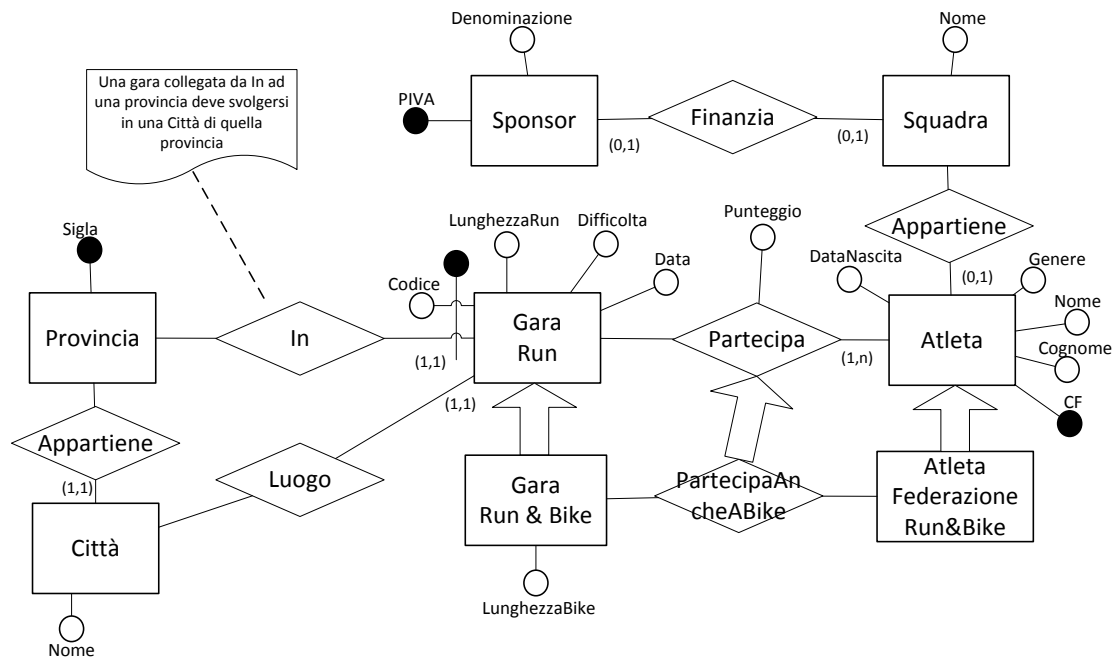 Denominazione
Nome
Una gara collegata da In ad
una provincia deve svolgersi
in una Città di quella
provincia
PIVA
Sponsor
Finanzia
Squadra
(0,1)
(0,1)
Sigla
LunghezzaRun
Difficolta
Punteggio
Appartiene
DataNascita
Genere
Codice
Data
(0,1)
Provincia
In
Gara
Run
Partecipa
Atleta
Nome
Cognome
(1,1)
(1,n)
(1,1)
CF
Appartiene
(1,1)
Luogo
Gara
Run & Bike
PartecipaAn
cheABike
Atleta
Federazione
Run&Bike
Città
LunghezzaBike
Nome